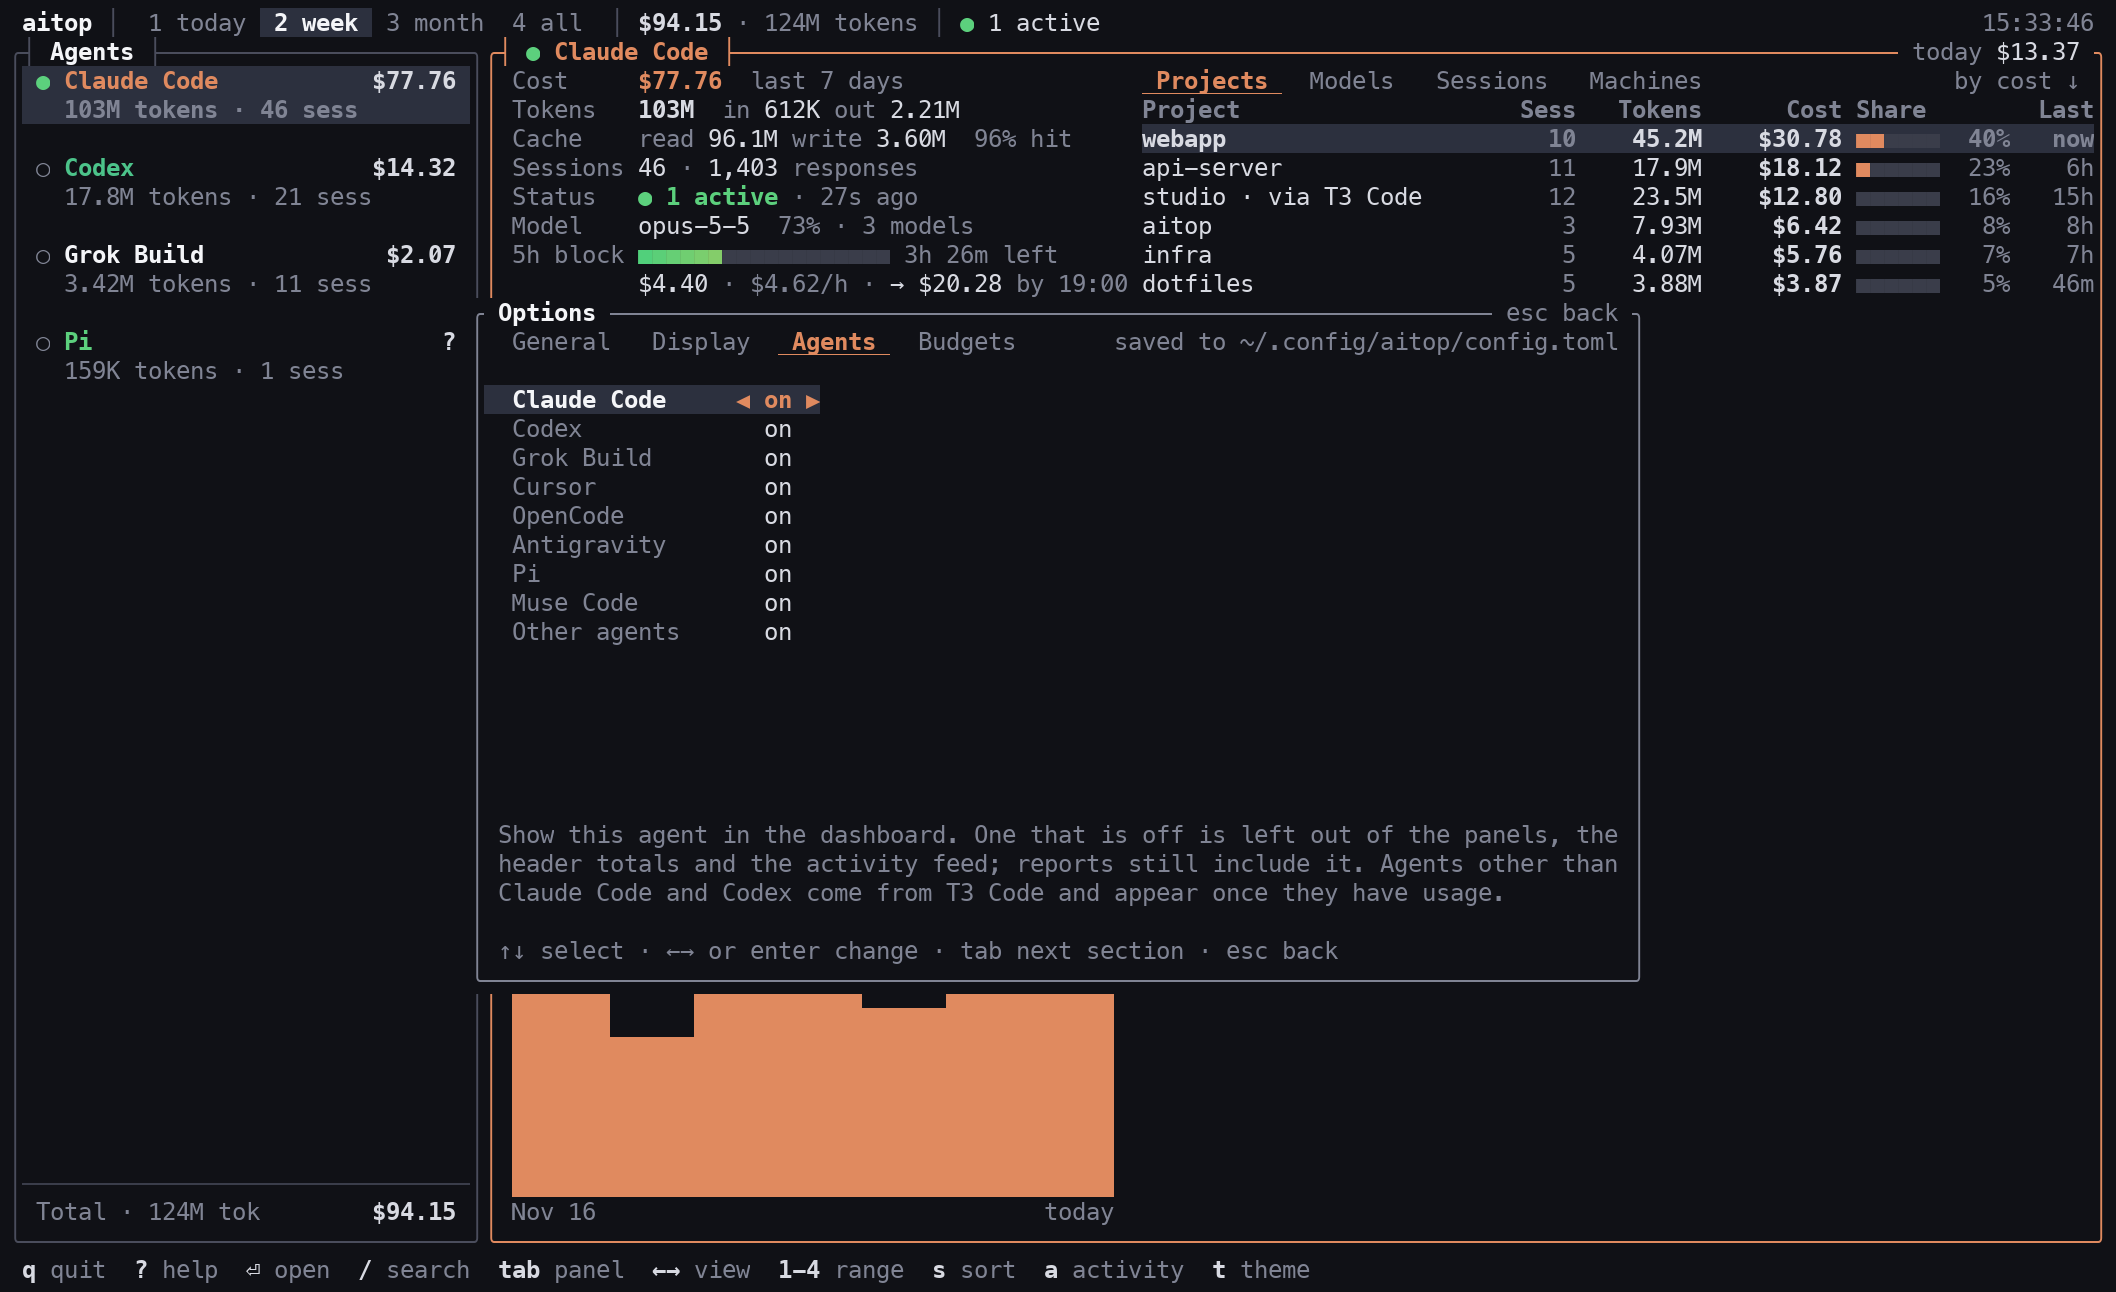 aitop │ 1 today 2 week 3 month 4 all │ $94.15 · 124M tokens │ ● 1 active 15:33:46
Agents
● Claude Code $77.76
103M tokens · 46 sess
○ Codex $14.32
17.8M tokens · 21 sess
○ Grok Build $2.07
3.42M tokens · 11 sess
○ Pi ?
159K tokens · 1 sess
Total · 124M tok $94.15
● Claude Code today $13.37
Cost $77.76 last 7 days
Tokens 103M in 612K out 2.21M
Cache read 96.1M write 3.60M 96% hit
Sessions 46 · 1,403 responses
Status ● 1 active · 27s ago
Model opus-5-5 73% · 3 models
5h block 3h 26m left
$4.40 · $4.62/h · → $20.28 by 19:00
Projects Models Sessions Machines by cost ↓
Project Sess Tokens Cost Share Last
webapp 10 45.2M $30.78 40% now
api-server 11 17.9M $18.12 23% 6h
studio · via T3 Code 12 23.5M $12.80 16% 15h
aitop 3 7.93M $6.42 8% 8h
infra 5 4.07M $5.76 7% 7h
dotfiles 5 3.88M $3.87 5% 46m
Options esc back
General Display Agents Budgets saved to ~/.config/aitop/config.toml
Claude Code ◀ on ▶
Codex on
Grok Build on
Cursor on
OpenCode on
Antigravity on
Pi on
Muse Code on
Other agents on
Show this agent in the dashboard. One that is off is left out of the panels, the
header totals and the activity feed; reports still include it. Agents other than
Claude Code and Codex come from T3 Code and appear once they have usage.
↑↓ select · ←→ or enter change · tab next section · esc back
Nov 16 today
q quit ? help ⏎ open / search tab panel ←→ view 1-4 range s sort a activity t theme